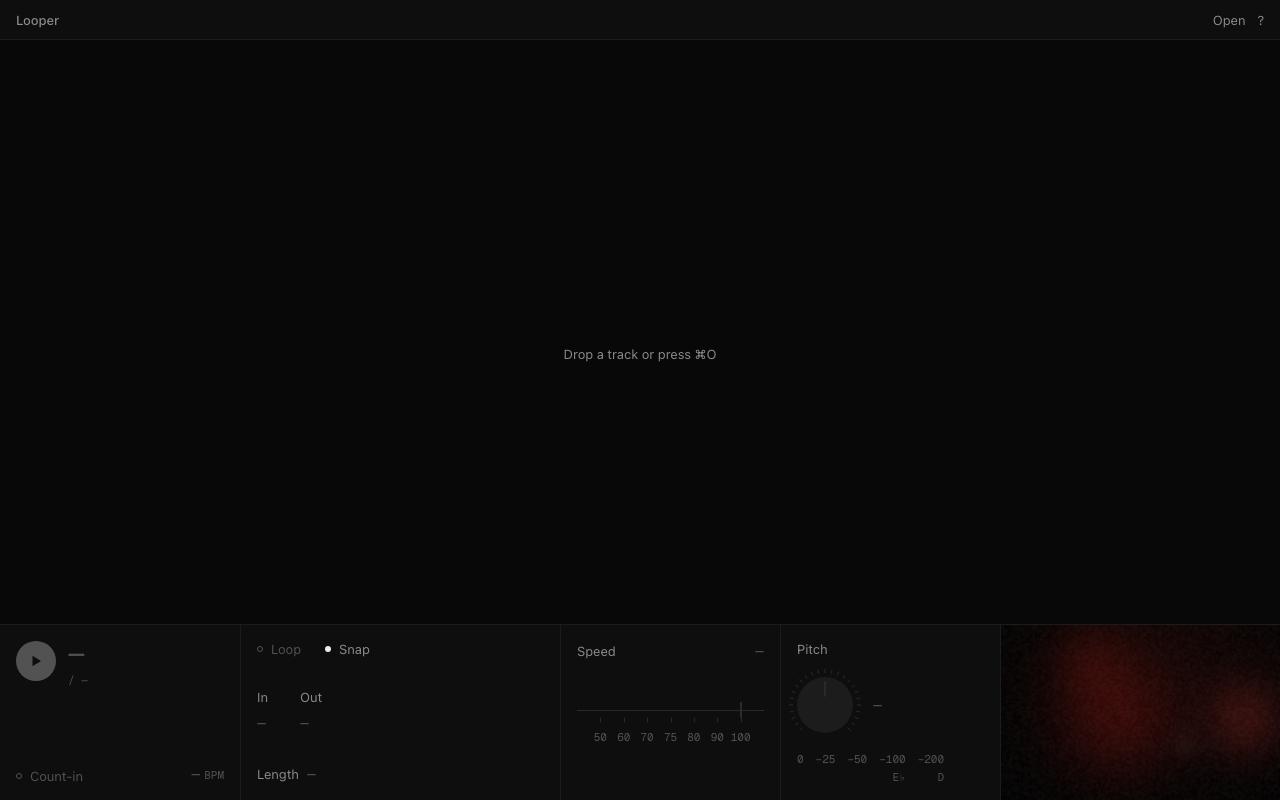 Looper
Open ?
Drop a track or press ⌘O
—
/ –
Count-in
— BPM
Loop
Snap
In Out
— —
Length —
Speed —
50 60 70 75 80 90 100
Pitch
—
0 −25 −50 −100 −200
E♭ D